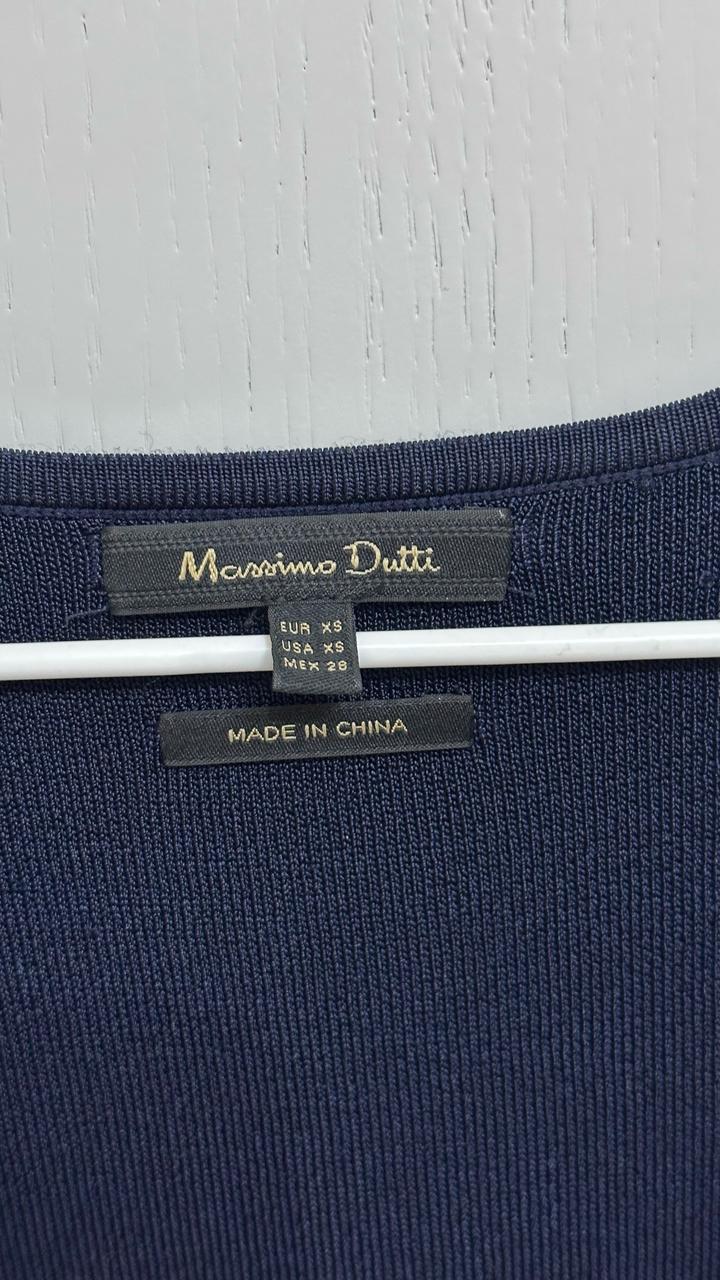 Massimo Dutti
EUR XS
USA XS
MEX 28
MADE IN CHINA